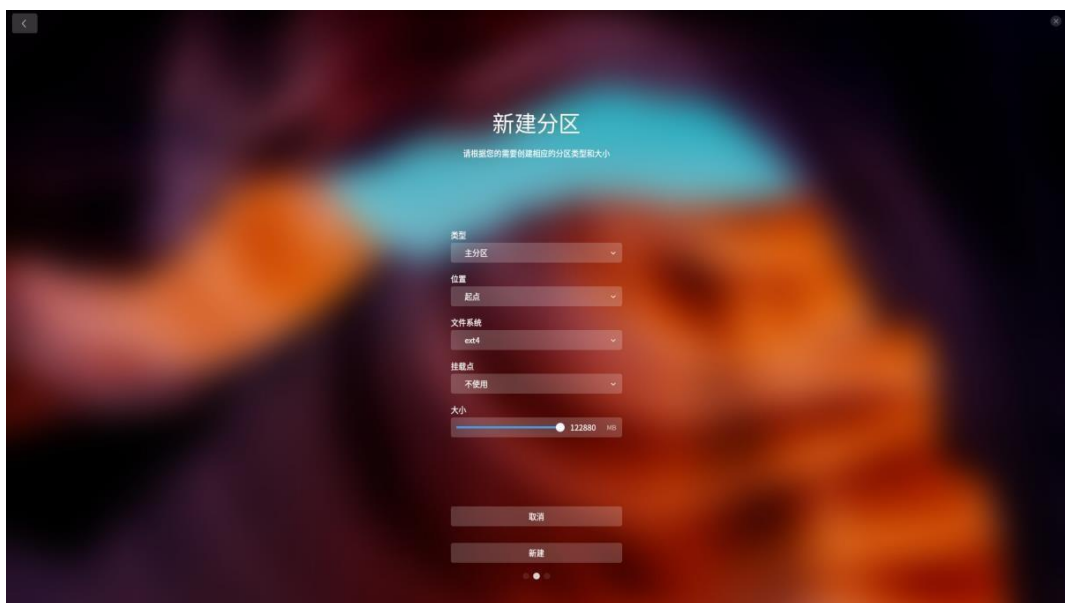 新建分区
请根据您的需要创建相应的分区类型和大小
类型
主分区
位置
起点
文件系统
ext4
挂载点
不使用
大小
122880 MB
取消
新建